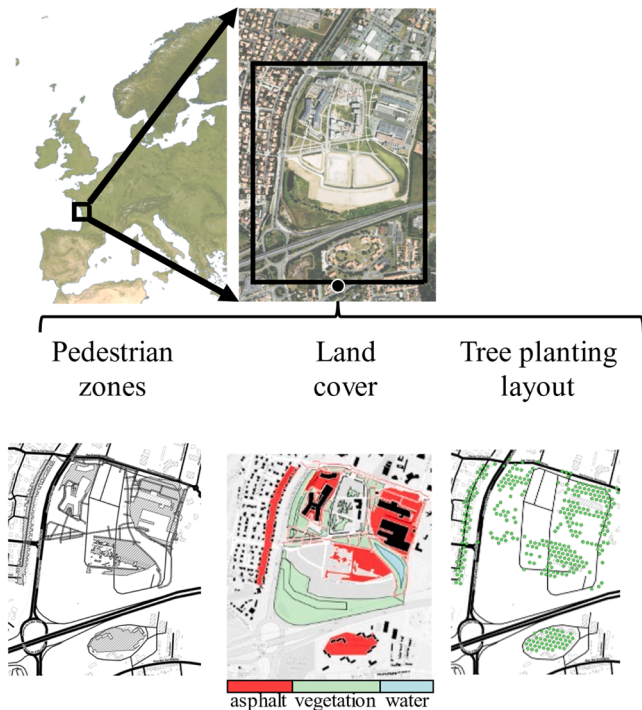 Pedestrian
zones
Land
cover
Tree planting
layout
asphalt vegetation water